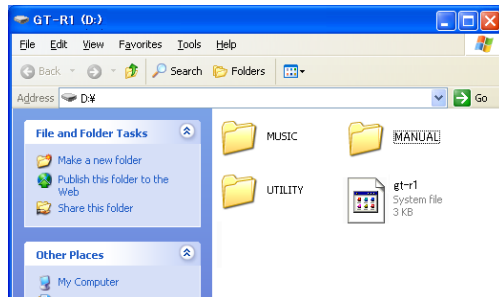 GT-R1 (D:)
File Edit View Favorites Tools Help
Back Search Folders
Address D:¥ Go
File and Folder Tasks
Make a new folder
Publish this folder to the
Web
Share this folder
Other Places
My Computer
MUSIC MANUAL
UTILITY gt-r1
System file
3 KB